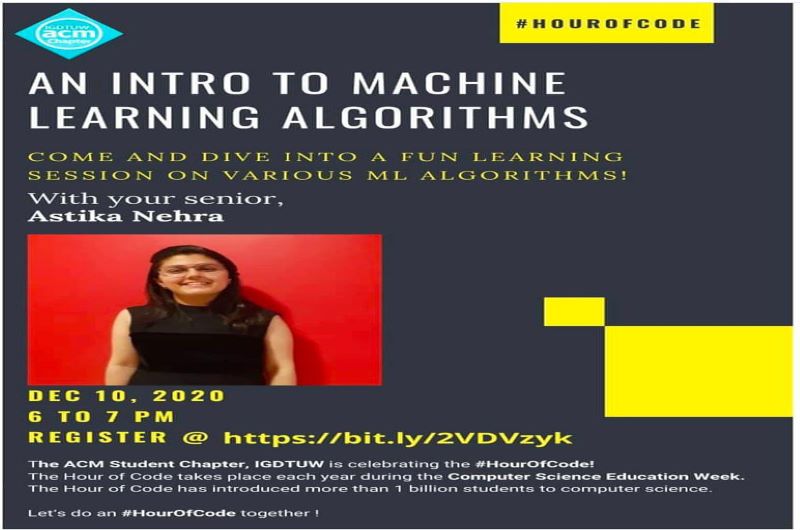 IGDTUW
acm
Chapter
#HOUROFCODE
AN INTRO TO MACHINE
LEARNING ALGORITHMS
COME AND DIVE INTO A FUN LEARNING
SESSION ON VARIOUS ML ALGORITHMS!
With your senior,
Astika Nehra
DEC 10, 2020
6 TO 7 PM
REGISTER @ https://bit.ly/2VDVzyk
The ACM Student Chapter, IGDTUW is celebrating the #HourOfCode!
The Hour of Code takes place each year during the Computer Science Education Week.
The Hour of Code has introduced more than 1 billion students to computer science.
Let's do an #HourOfCode together !